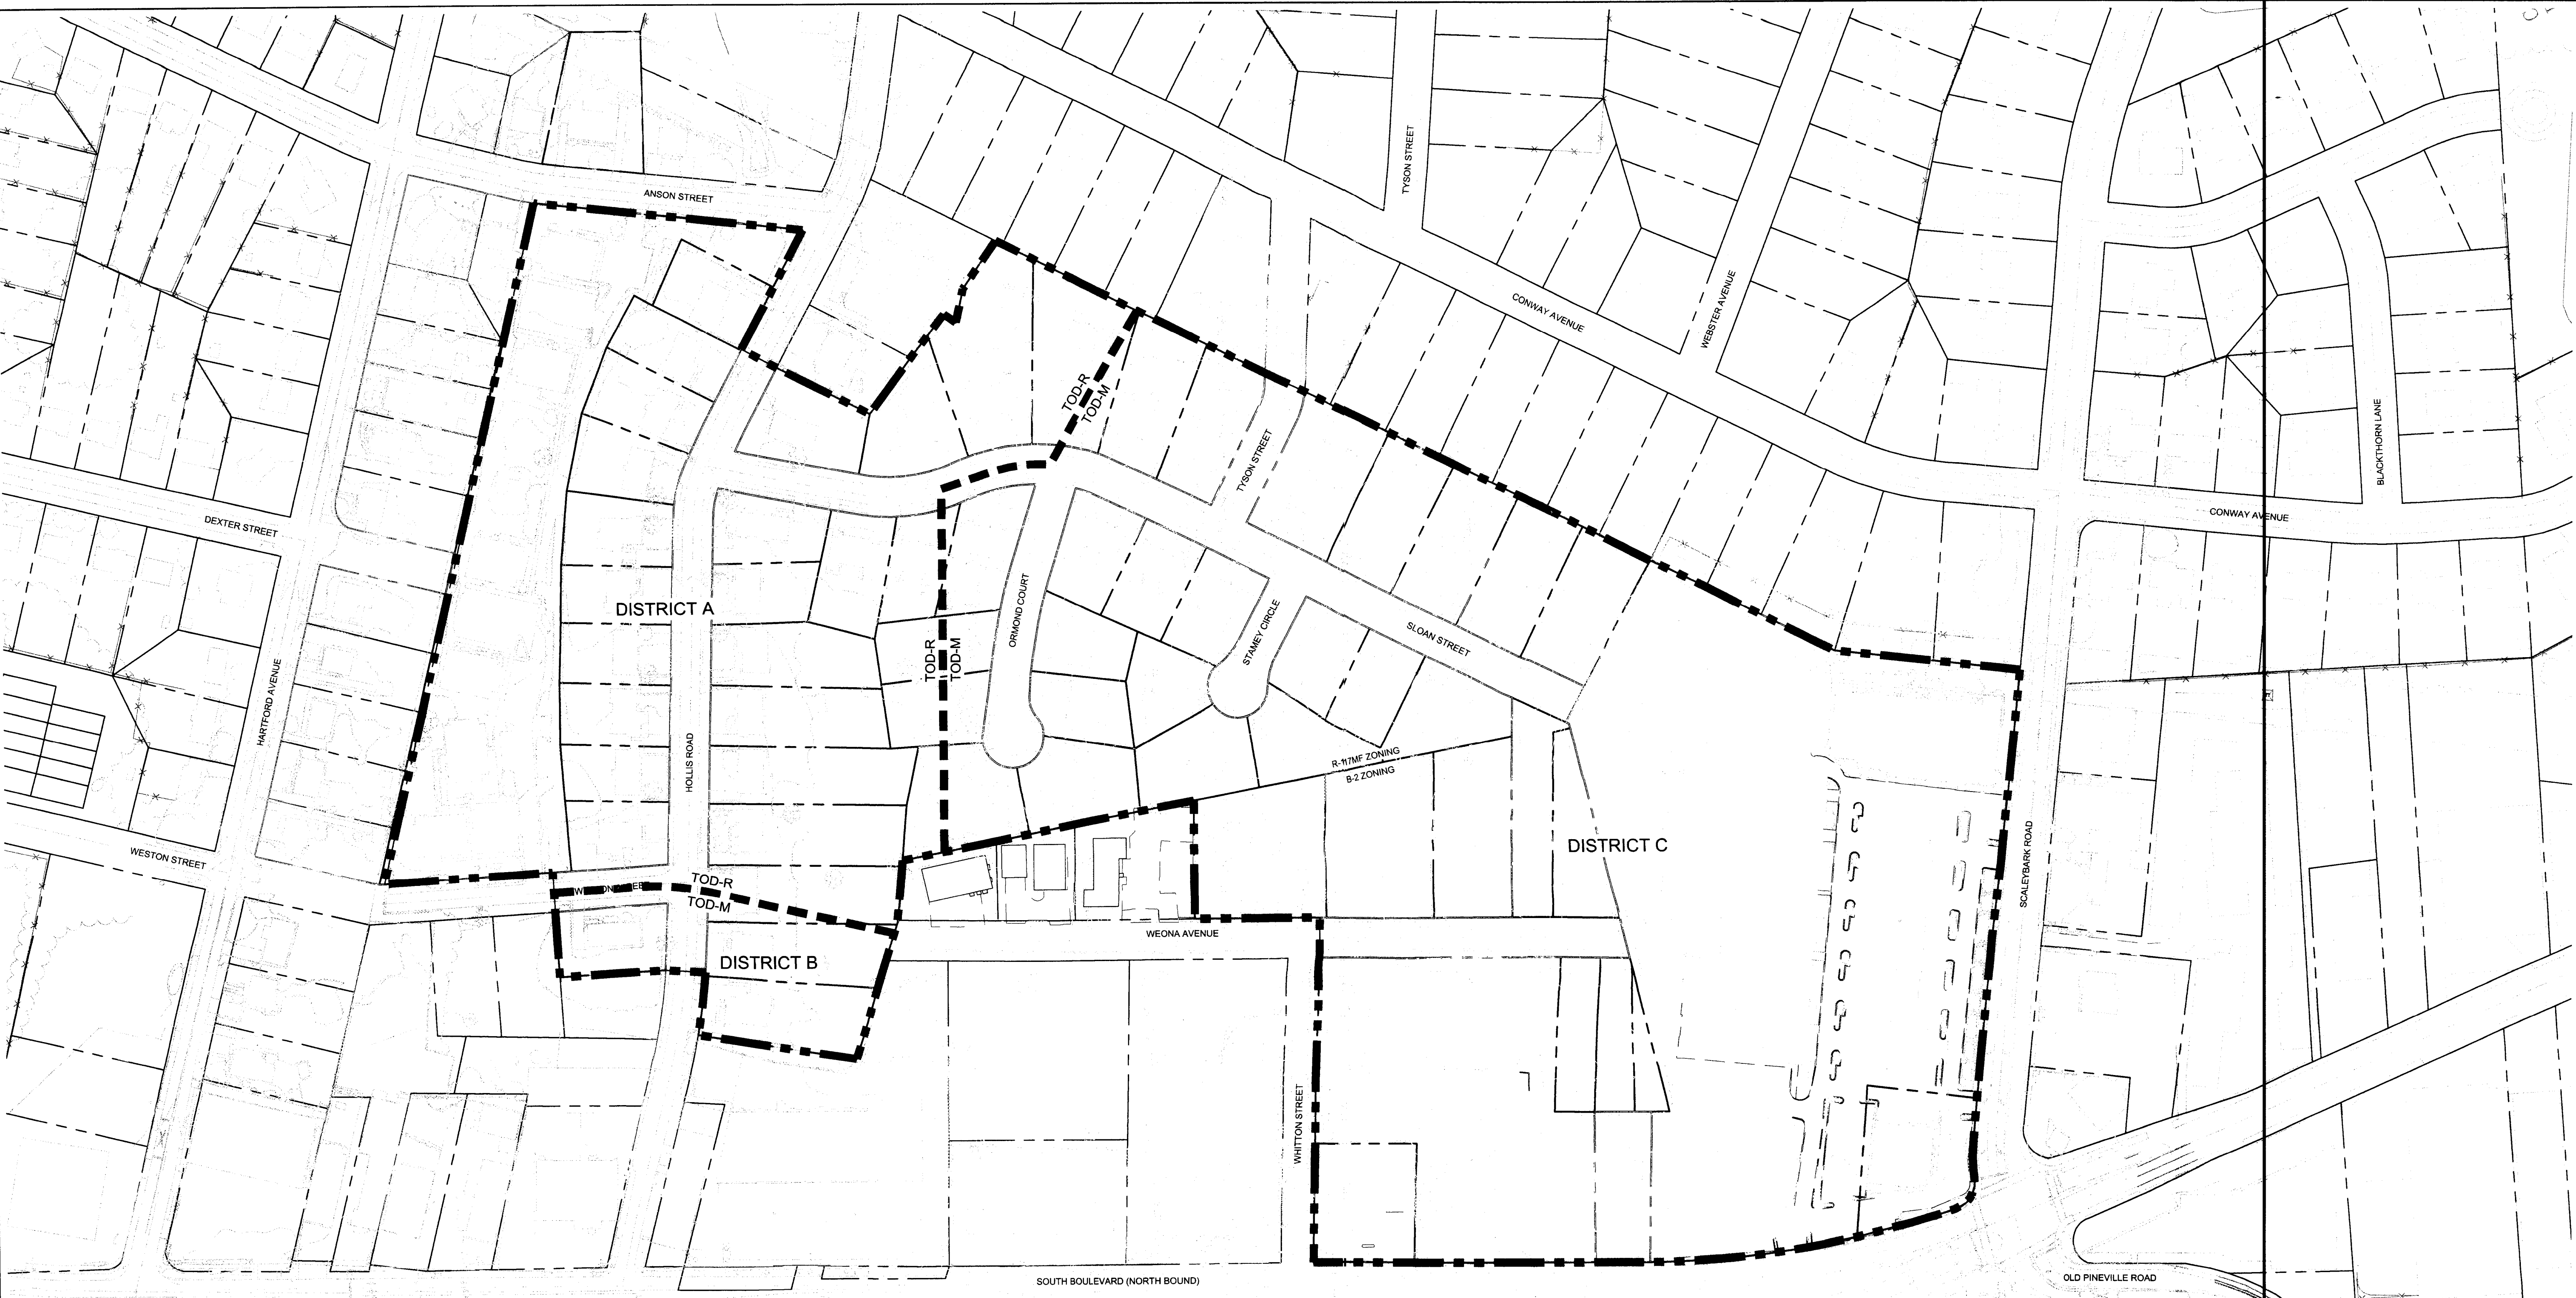 ANSON STREET
TYSON STREET
CONWAY AVENUE
WEBSTER AVENUE
BLACKTHORN LANE
CONWAY AVENUE
TOD-R
TOD-M
TYSON STREET
DEXTER STREET
DISTRICT A
ORMOND COURT
STAMEY CIRCLE
SLOAN STREET
TOD-R
TOD-M
HARTFORD AVENUE
HOLLIS ROAD
R-117MF ZONING
B-2 ZONING
DISTRICT C
SCALEYBARK ROAD
WESTON STREET
TOD-R
TOD-M
WEONA AVENUE
DISTRICT B
WHITTON STREET
SOUTH BOULEVARD (NORTH BOUND)
OLD PINEVILLE ROAD